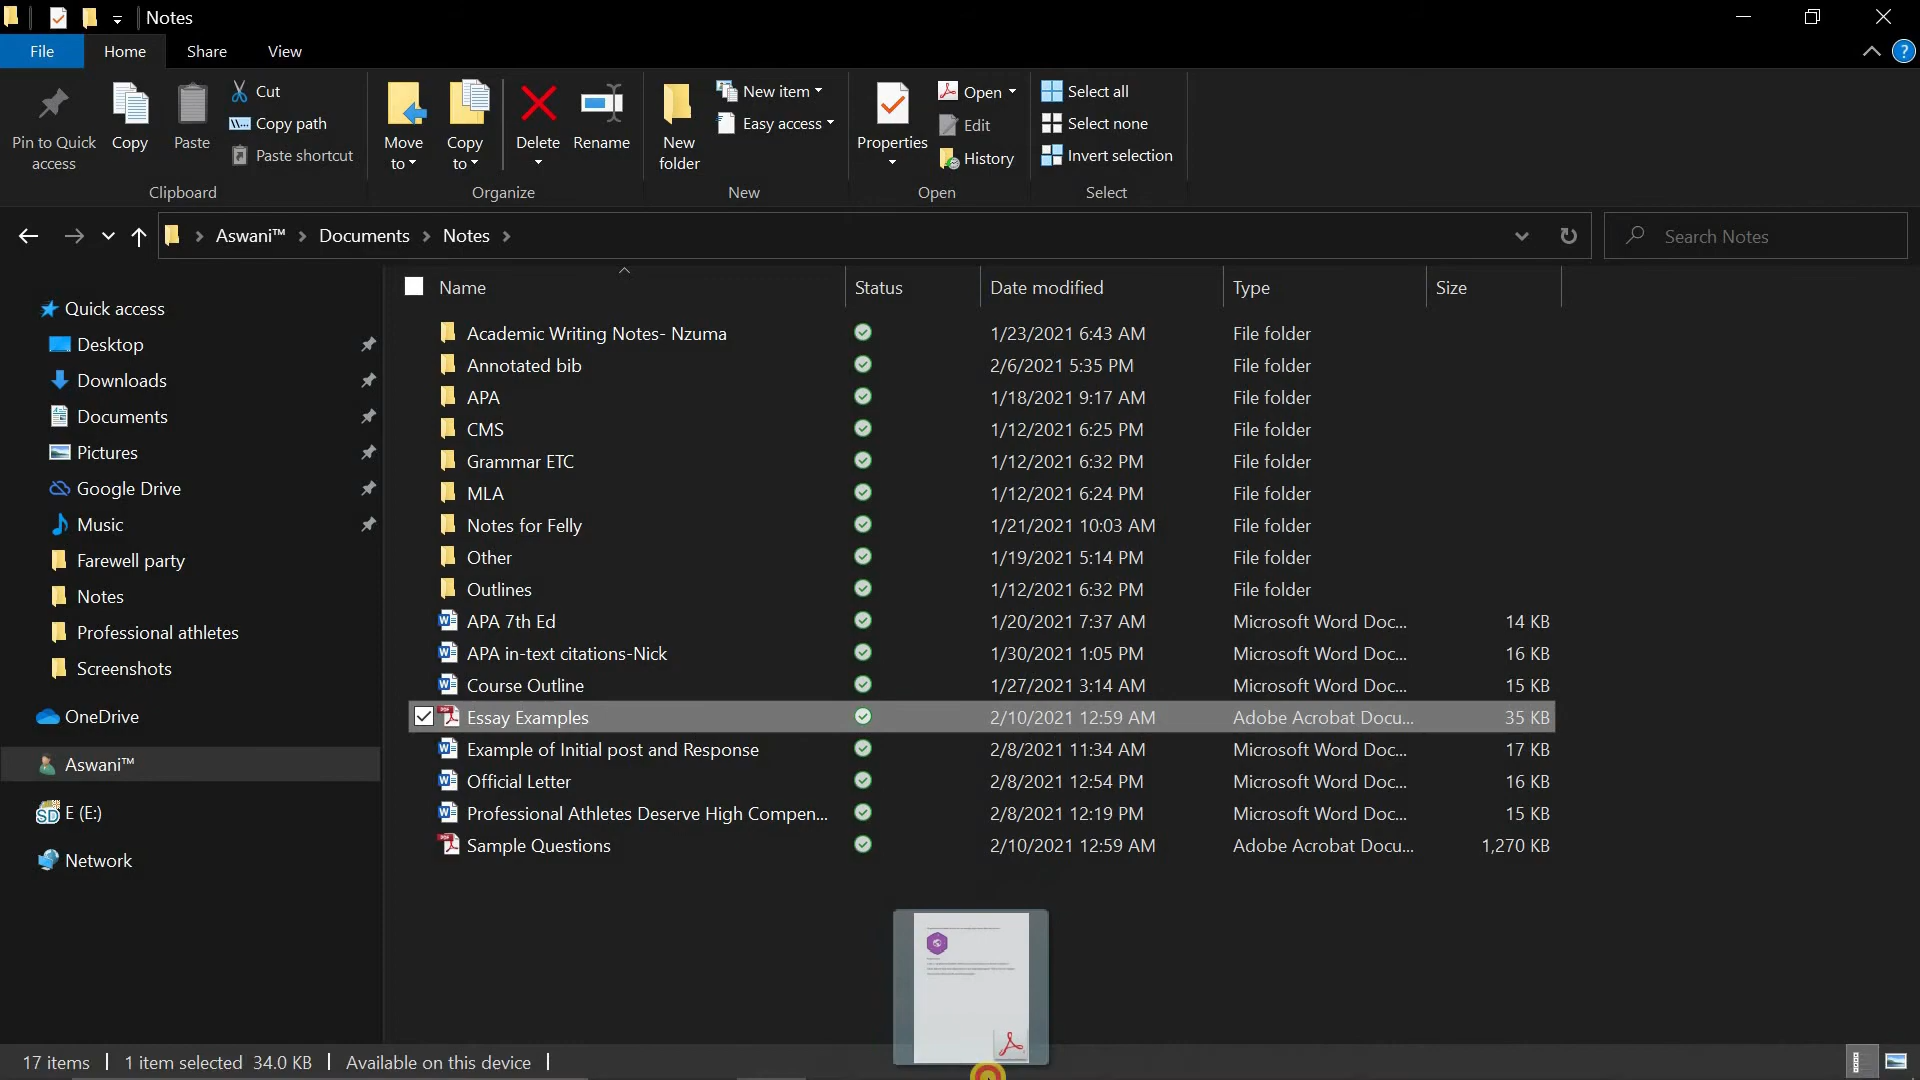 Notes
File Home Share View
Pin to Quick access
Copy
Paste
Cut
Copy path
Paste shortcut
Clipboard
Move to
Copy to
Delete
Rename
Organize
New folder
New item
Easy access
New
Properties
Open
Edit
History
Open
Select all
Select none
Invert selection
Select
Aswani™ Documents Notes
Search Notes
Quick access
Desktop
Downloads
Documents
Pictures
Google Drive
Music
Farewell party
Notes
Professional athletes
Screenshots
OneDrive
Aswani™
E (E:)
Network
Name Status Date modified Type Size
Academic Writing Notes- Nzuma 1/23/2021 6:43 AM File folder
Annotated bib 2/6/2021 5:35 PM File folder
APA 1/18/2021 9:17 AM File folder
CMS 1/12/2021 6:25 PM File folder
Grammar ETC 1/12/2021 6:32 PM File folder
MLA 1/12/2021 6:24 PM File folder
Notes for Felly 1/21/2021 10:03 AM File folder
Other 1/19/2021 5:14 PM File folder
Outlines 1/12/2021 6:32 PM File folder
APA 7th Ed 1/20/2021 7:37 AM Microsoft Word Doc... 14 KB
APA in-text citations-Nick 1/30/2021 1:05 PM Microsoft Word Doc... 16 KB
Course Outline 1/27/2021 3:14 AM Microsoft Word Doc... 15 KB
Essay Examples 2/10/2021 12:59 AM Adobe Acrobat Docu... 35 KB
Example of Initial post and Response 2/8/2021 11:34 AM Microsoft Word Doc... 17 KB
Official Letter 2/8/2021 12:54 PM Microsoft Word Doc... 16 KB
Professional Athletes Deserve High Compen... 2/8/2021 12:19 PM Microsoft Word Doc... 15 KB
Sample Questions 2/10/2021 12:59 AM Adobe Acrobat Docu... 1,270 KB
17 items 1 item selected 34.0 KB Available on this device